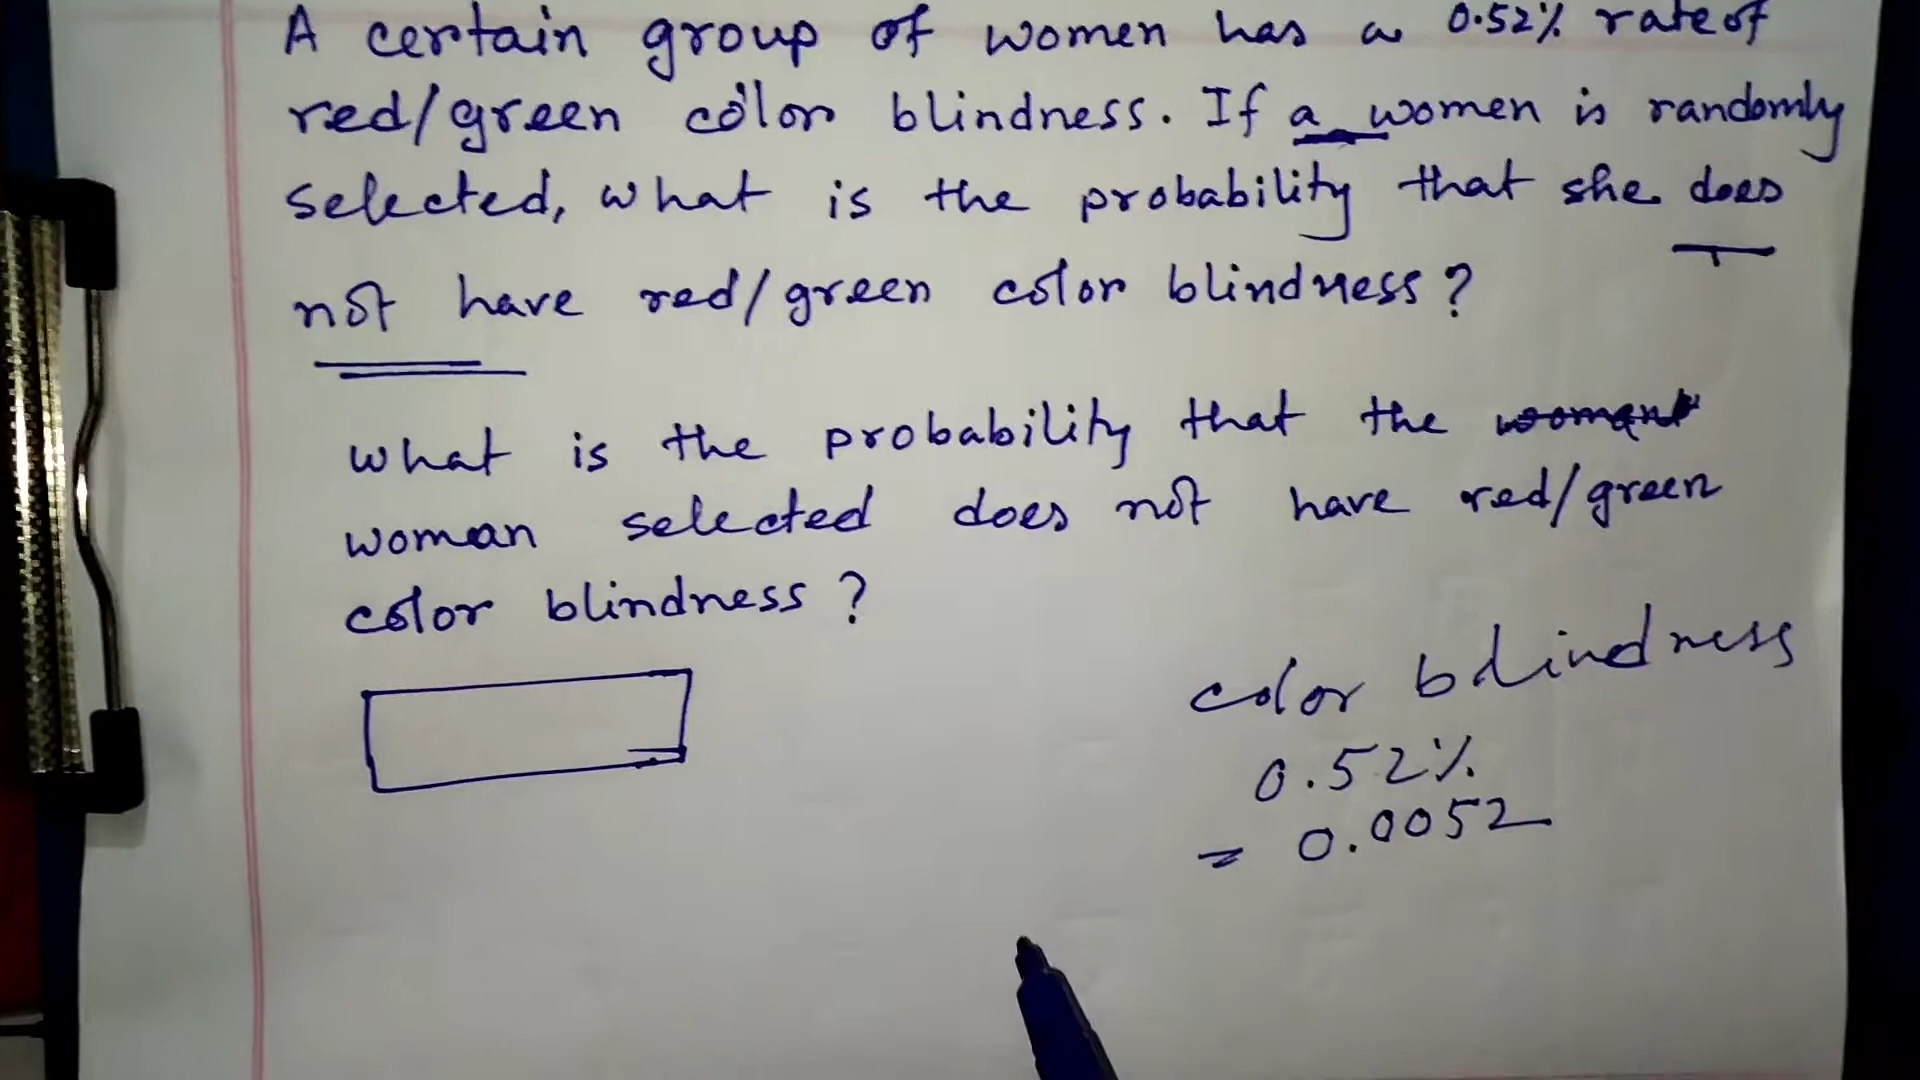 A certain group of women has a 0.52% rate of
red/green color blindness. If a women is randomly
selected, what is the probability that she does
not have red/green color blindness?
What is the probability that the
woman selected does not have red/green
color blindness?
color blindness
0.52%
= 0.0052